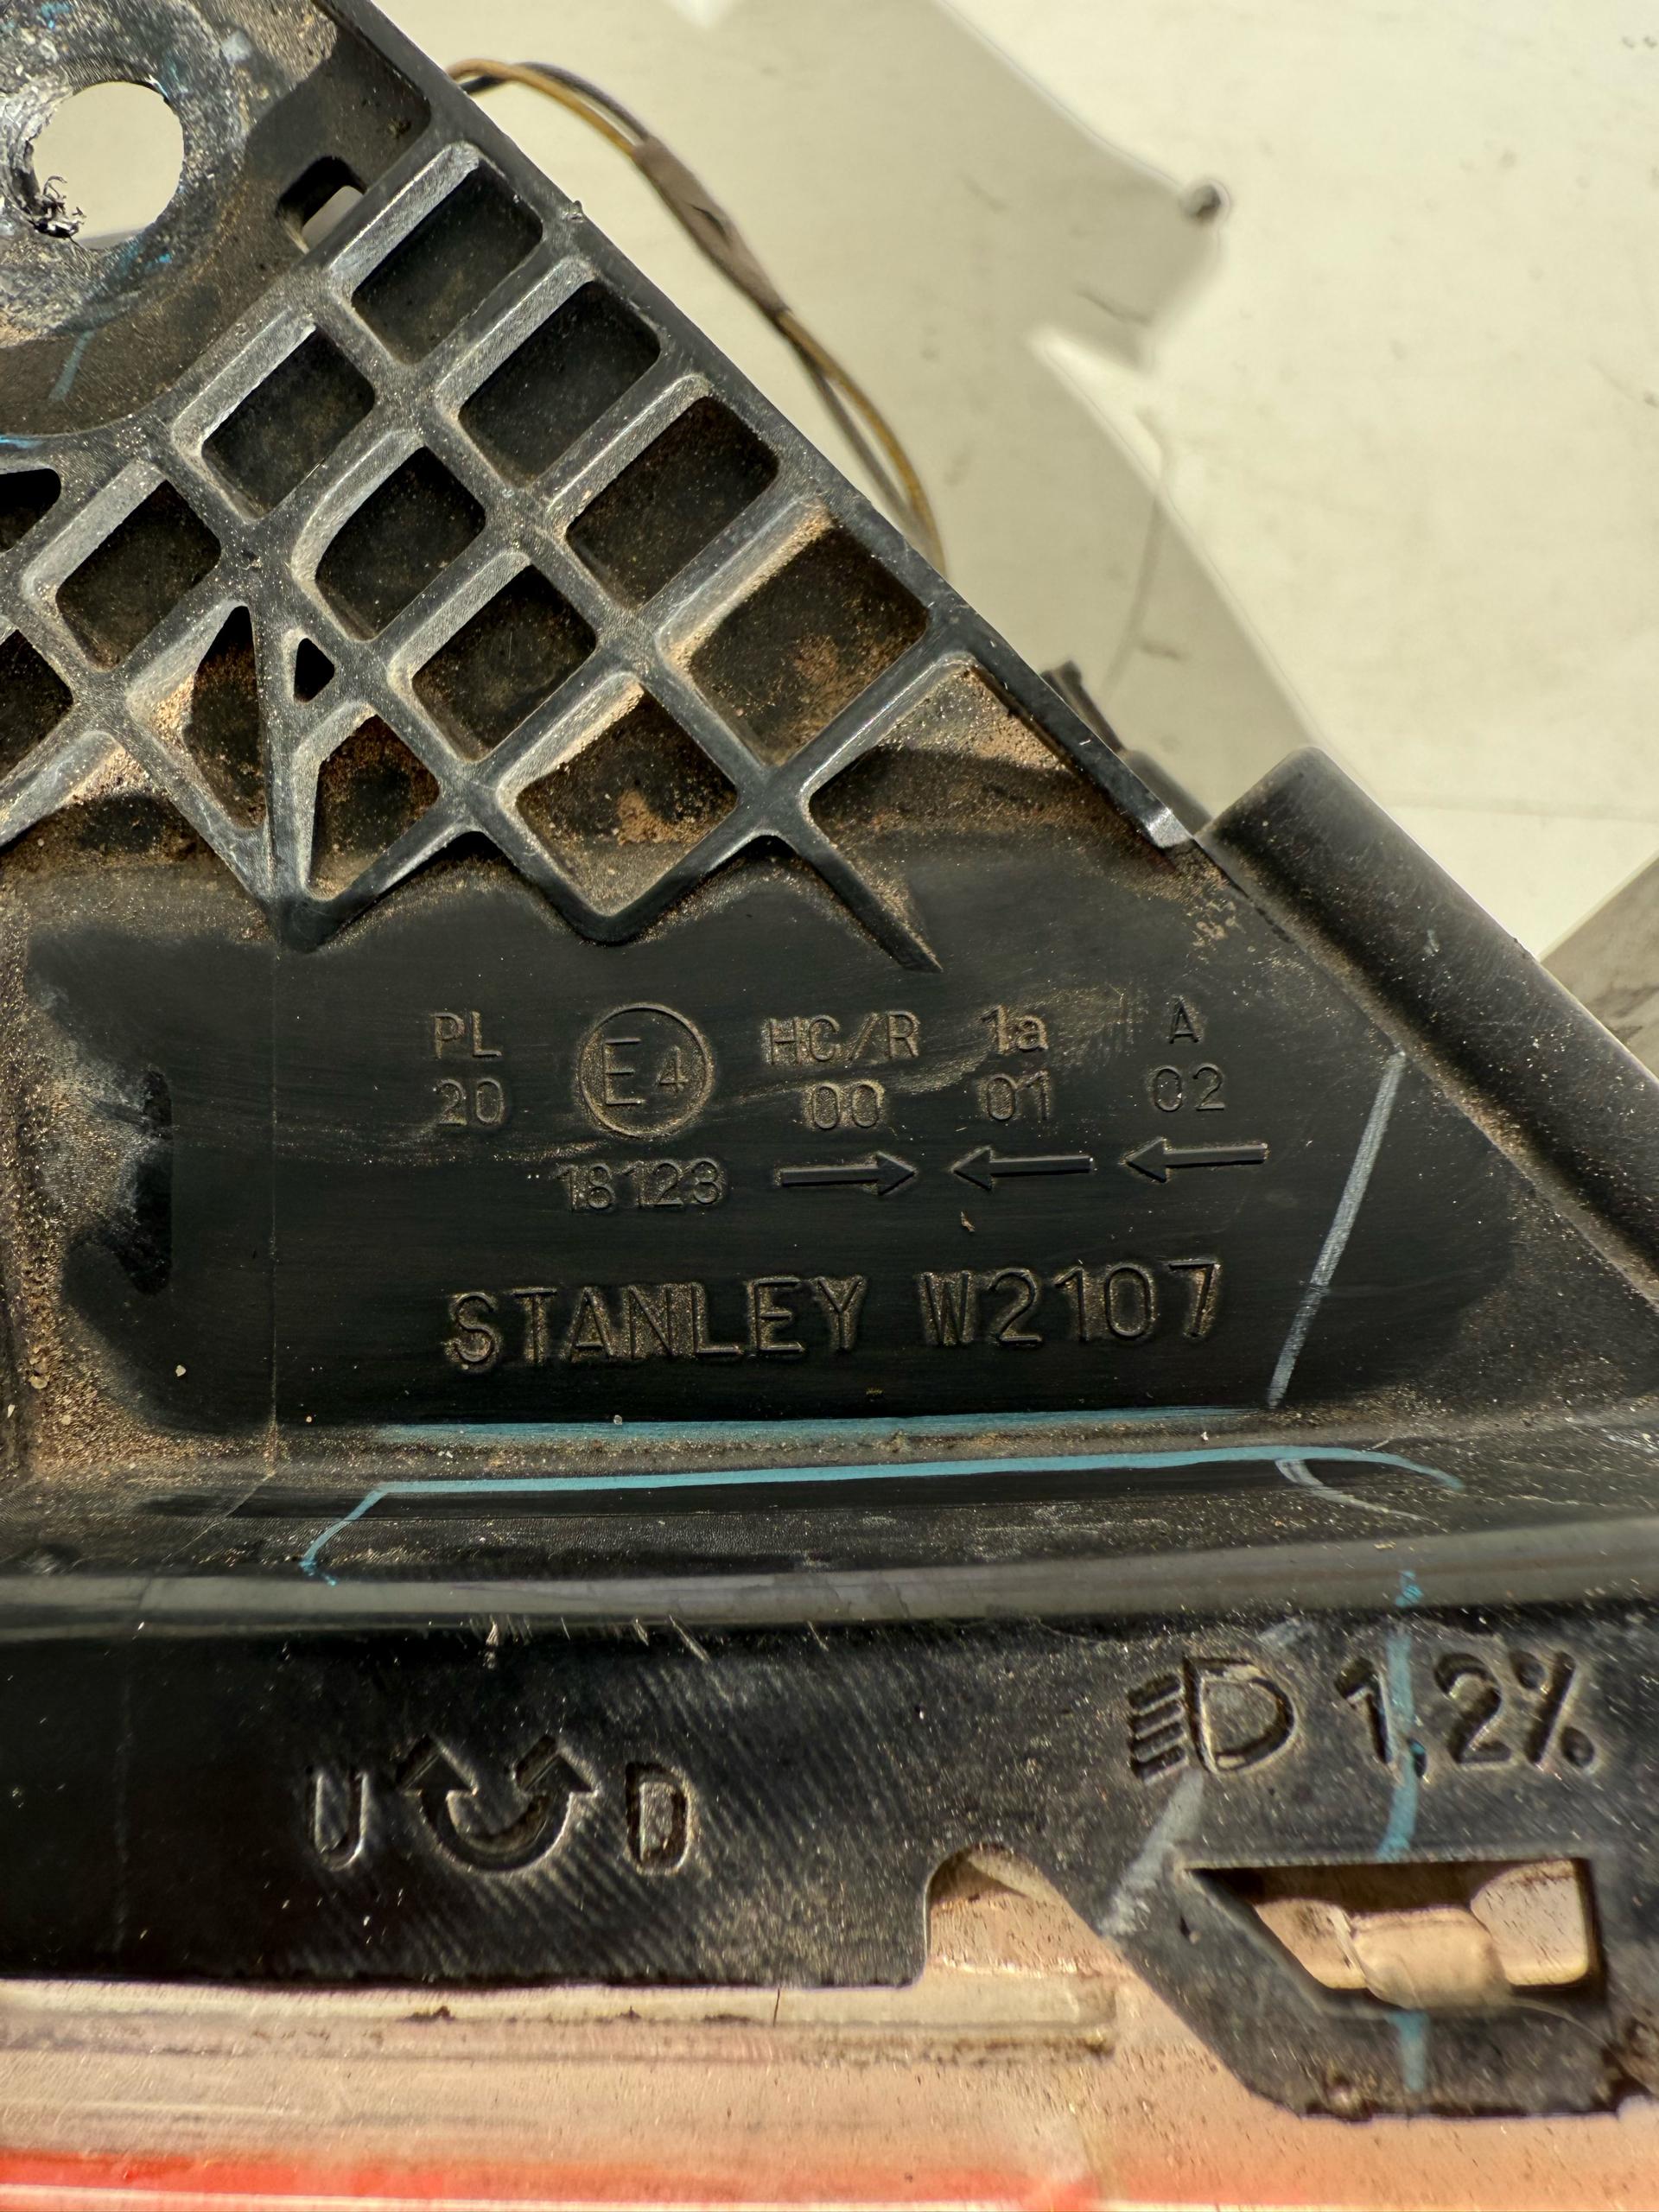 PL E4 HC/R 1a A
20 00 01 02
18123 → ← ←
STANLEY W2107
1,2%
U D